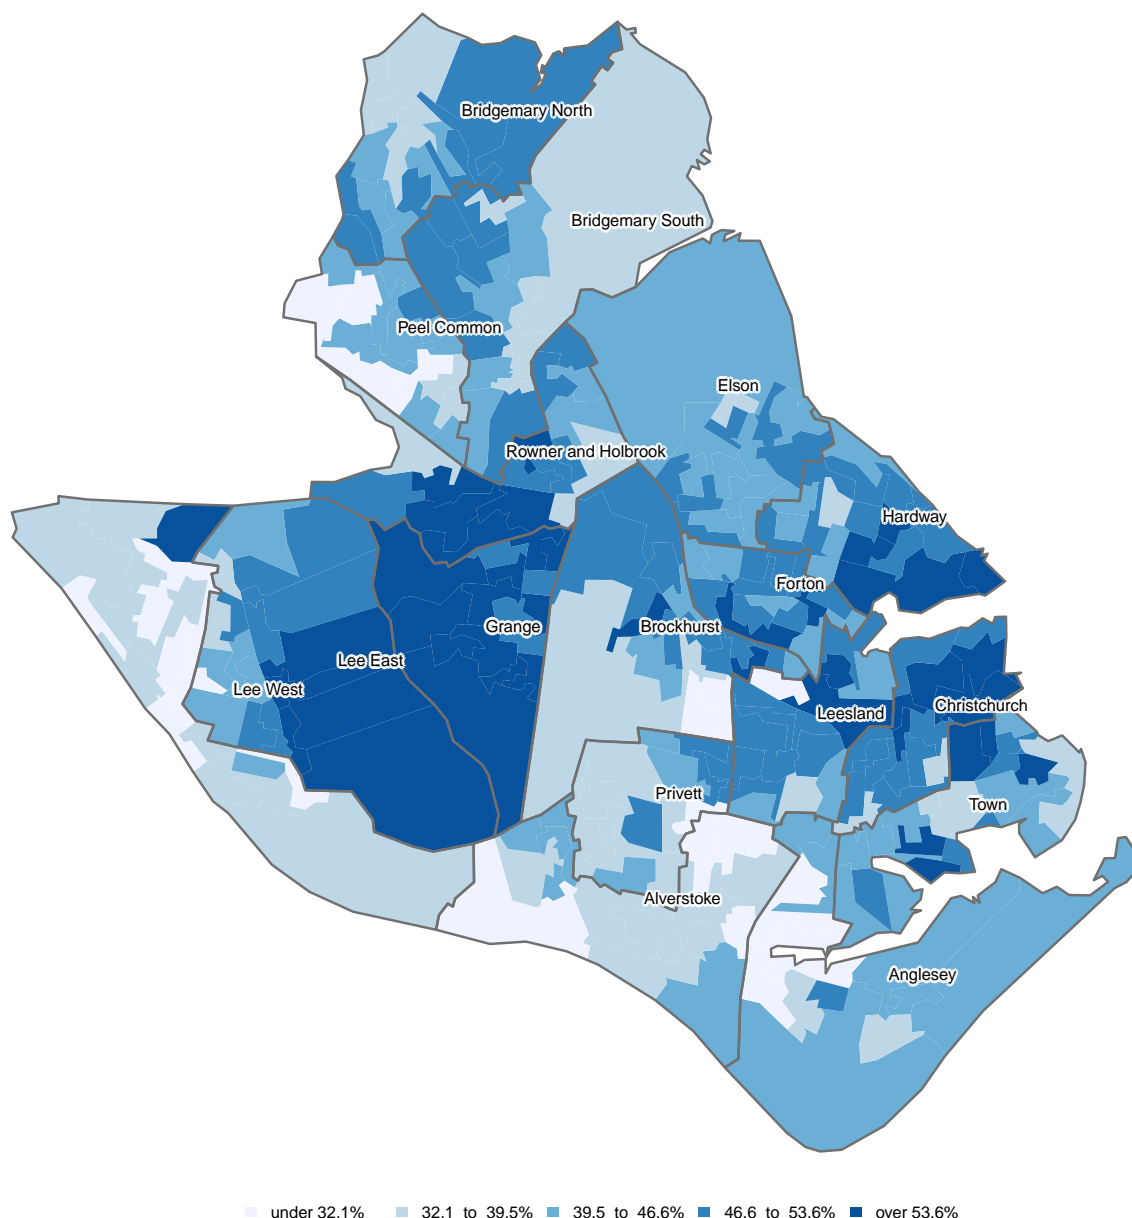 Bridgemary North
Bridgemary South
Peel Common
Elson
Rowner and Holbrook
Hardway
Forton
Grange
Brockhurst
Lee East
Lee West
Christchurch
Leesland
Privett
Town
Alverstoke
Anglesey
under 32.1% 32.1 to 39.5% 39.5 to 46.6% 46.6 to 53.6% over 53.6%